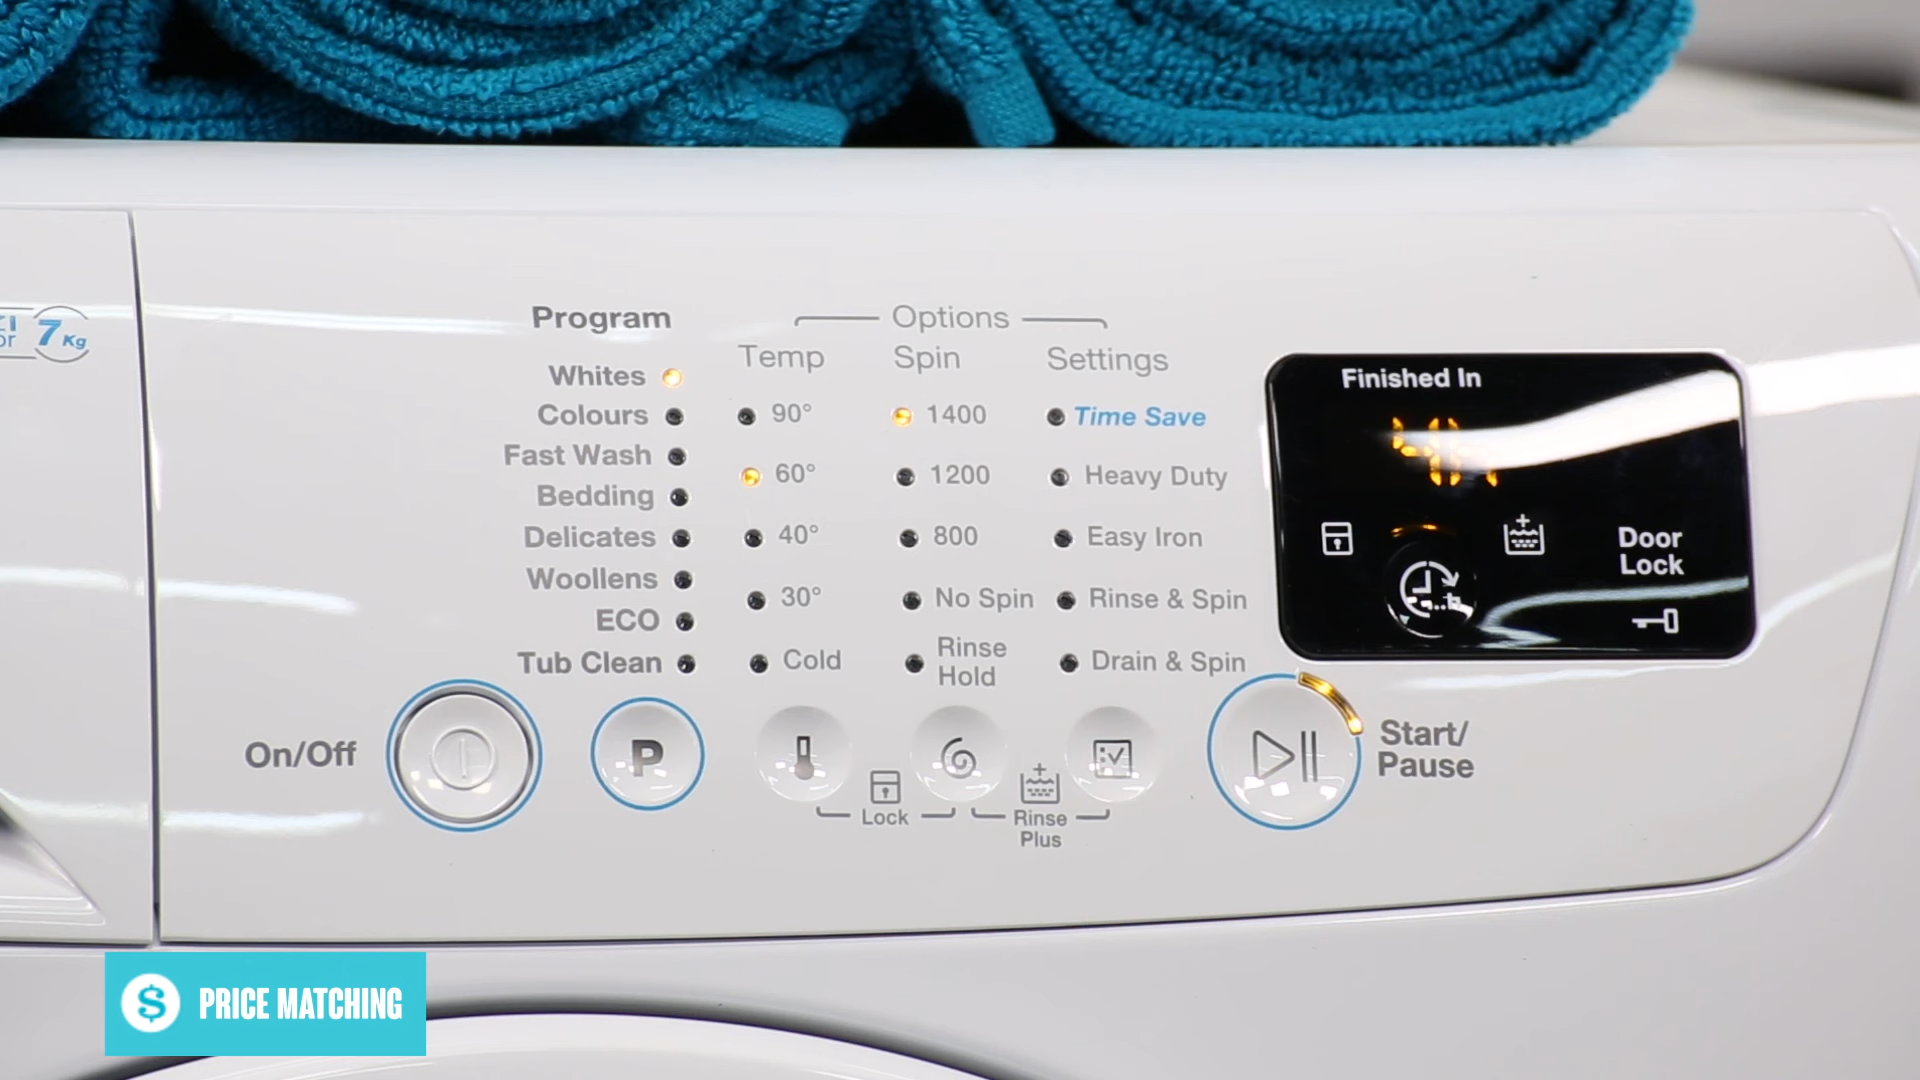 7Kg
Program
Options
Temp
Spin
Settings
Whites
Colours
Fast Wash
Bedding
Delicates
Woollens
ECO
Tub Clean
90°
60°
40°
30°
Cold
1400
1200
800
No Spin
Rinse
Hold
Time Save
Heavy Duty
Easy Iron
Rinse & Spin
Drain & Spin
Finished In
Door
Lock
On/Off
P
Lock
Rinse
Plus
Start/
Pause
$ PRICE MATCHING